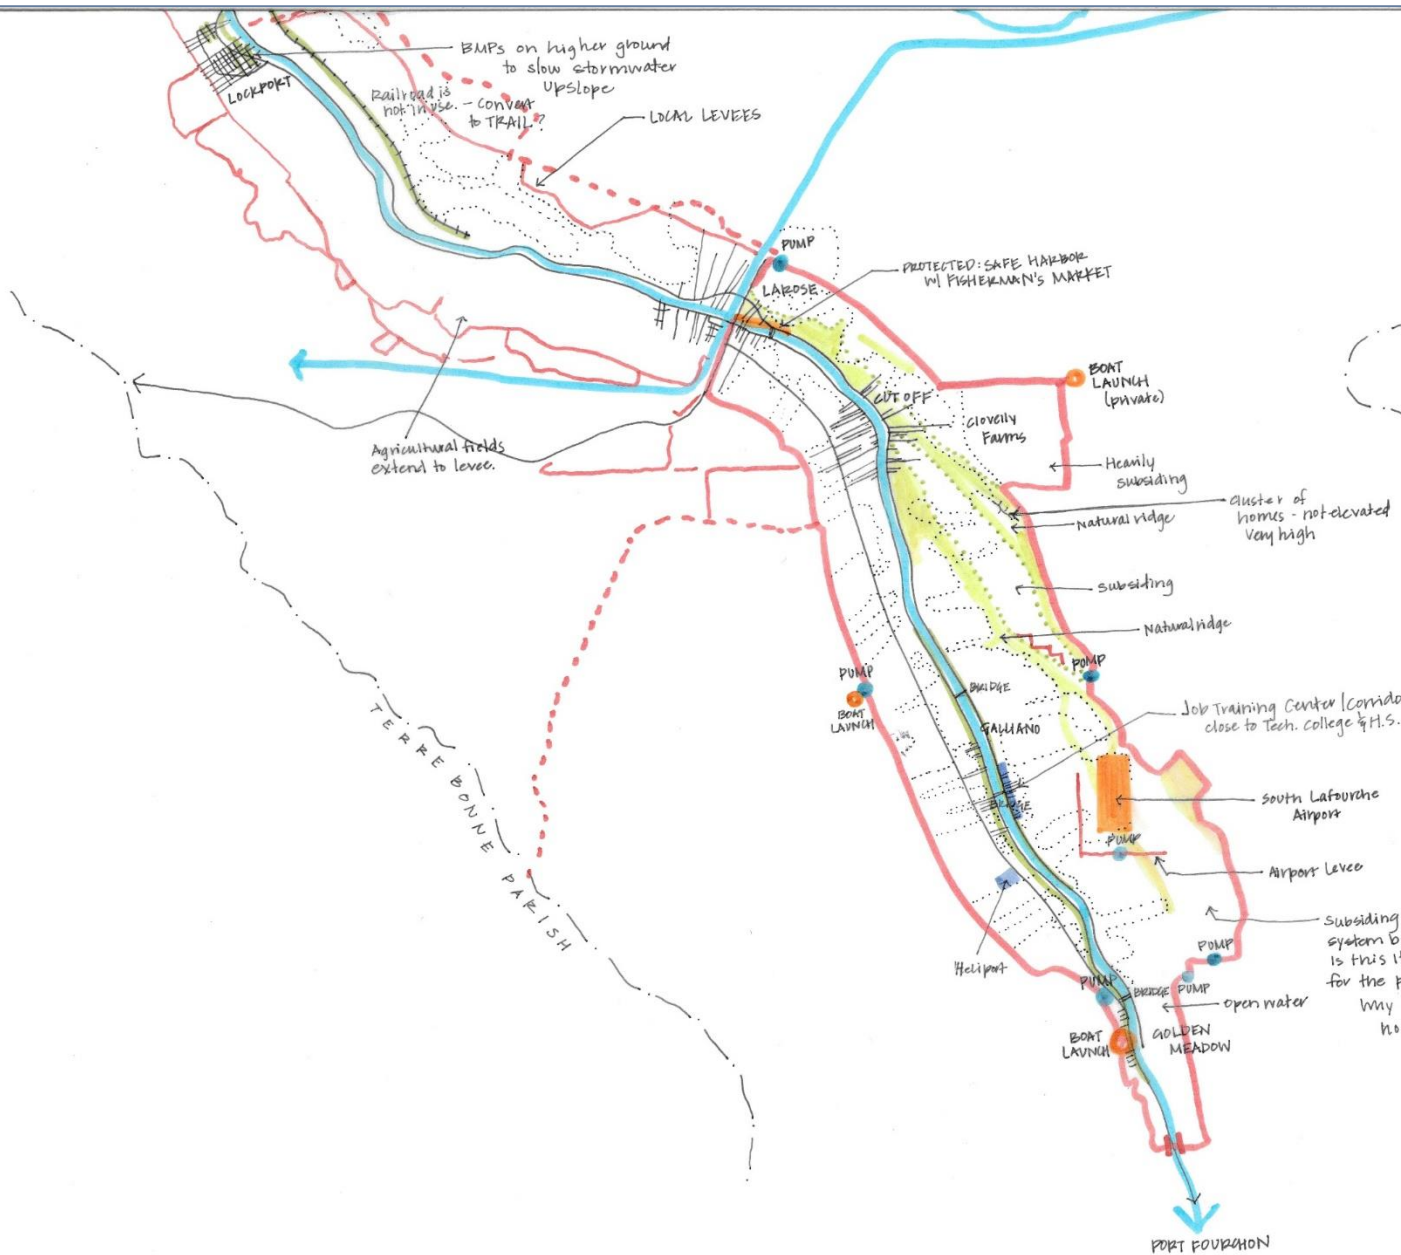 BMPs on higher ground
to slow stormwater
upslope
LOCKPORT
Railroad is
not in use. - Convert
to TRAIL?
LOCAL LEVEES
PUMP
PROTECTED: SAFE HARBOR
W/ FISHERMAN'S MARKET
LAROSE
BOAT
LAUNCH
(private)
CUT OFF
Clovelly
Farms
Agricultural fields
extend to levee.
Heavily
subsiding
Cluster of
homes - not elevated
very high
Natural ridge
Subsiding
Natural ridge
PUMP
PUMP
BOAT
LAUNCH
BRIDGE
GALLIANO
Job Training Center/Corrido
close to Tech. College & H.S.
TERREBONNE PARISH
BRIDGE
South Lafourche
Airport
PUMP
Airport Levee
Heliport
Subsiding
system b
Is this l
for the p
Why
ho
PUMP
PUMP
PUMP
BRIDGE
Open water
BOAT
LAUNCH
GOLDEN
MEADOW
PORT FOURCHON